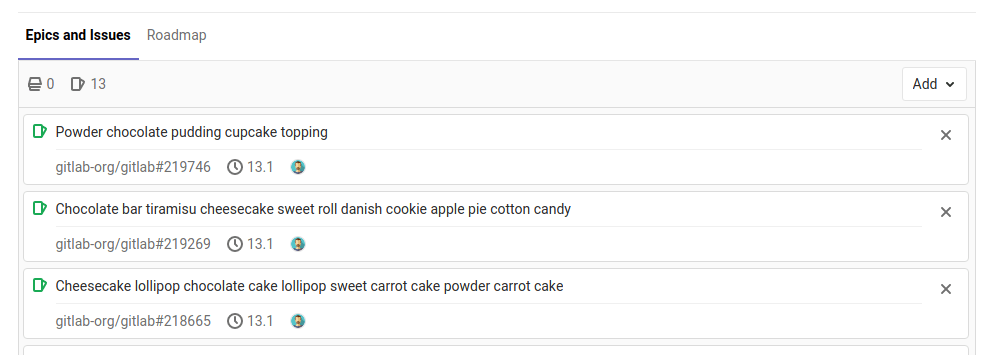 Epics and Issues Roadmap
0 13 Add
Powder chocolate pudding cupcake topping
gitlab-org/gitlab#219746 13.1
Chocolate bar tiramisu cheesecake sweet roll danish cookie apple pie cotton candy
gitlab-org/gitlab#219269 13.1
Cheesecake lollipop chocolate cake lollipop sweet carrot cake powder carrot cake
gitlab-org/gitlab#218665 13.1